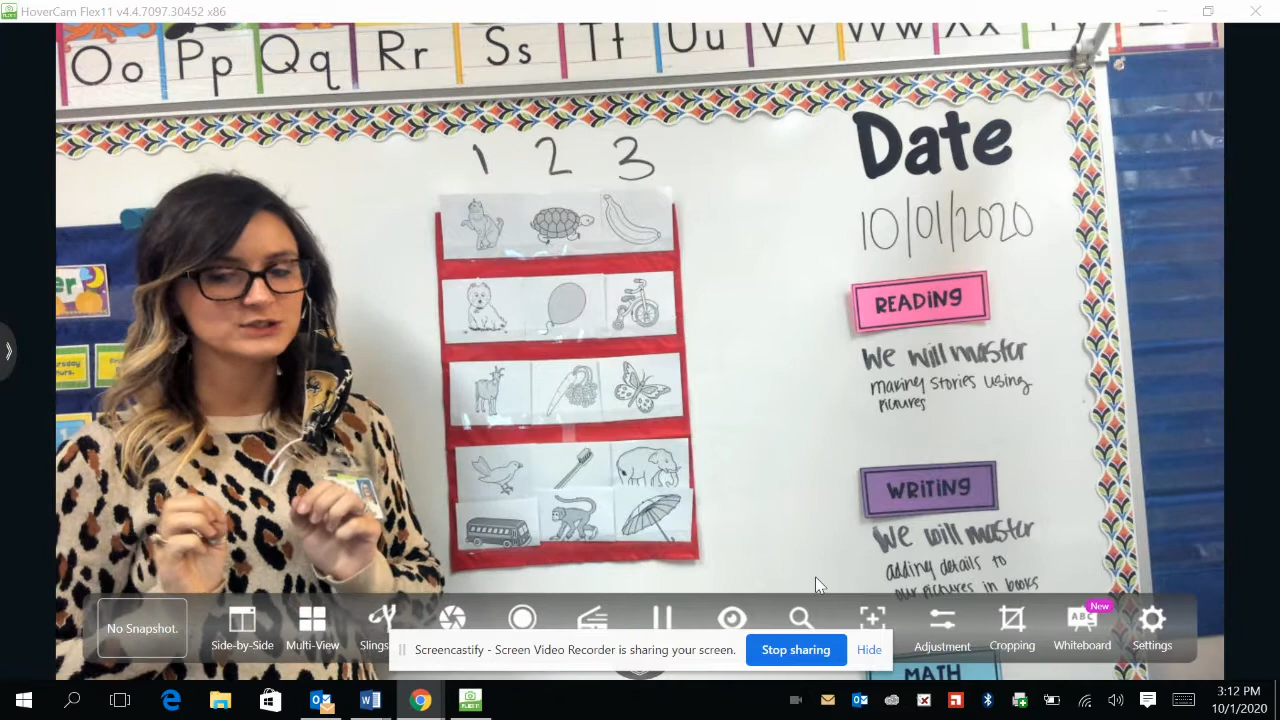 HoverCam Flex11 v4.4.7097.30452 x86
Oo Pp Qq Rr Ss Tt Uu Vv Ww Xx
1 2 3
Date
10/01/2020
READING
We will master
making stories using
pictures
WRITING
We will master
adding details to
our pictures in books
MATH
No Snapshot.
Side-by-Side
Multi-View
Slings
Adjustment
Cropping
ABC
New
Whiteboard
Settings
Screencastify - Screen Video Recorder is sharing your screen.
Stop sharing
Hide
3:12 PM
10/1/2020